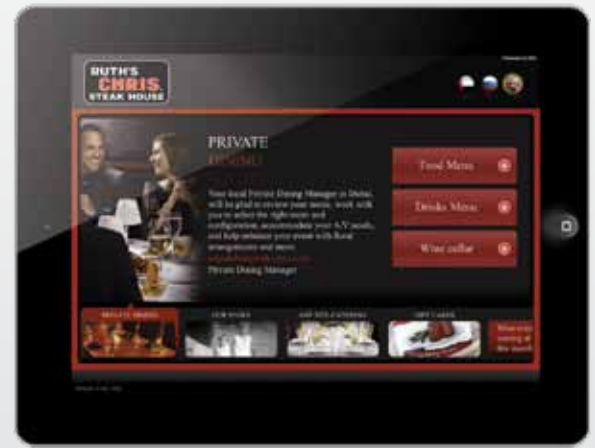 RUTH'S
CHRIS
STEAK HOUSE
PRIVATE
DINING
Your local Private Dining Manager in Dubai,
will be glad to review your menu, work with
you to select the right room and
configuration, accommodate your A/V needs,
and help enhance your event with floral
arrangements and more.
Private Dining Manager
Food Menu
Drinks Menu
Wine cellar
PRIVATE DINING
OUR STORY
OFF SITE CATERING
GIFT CARDS